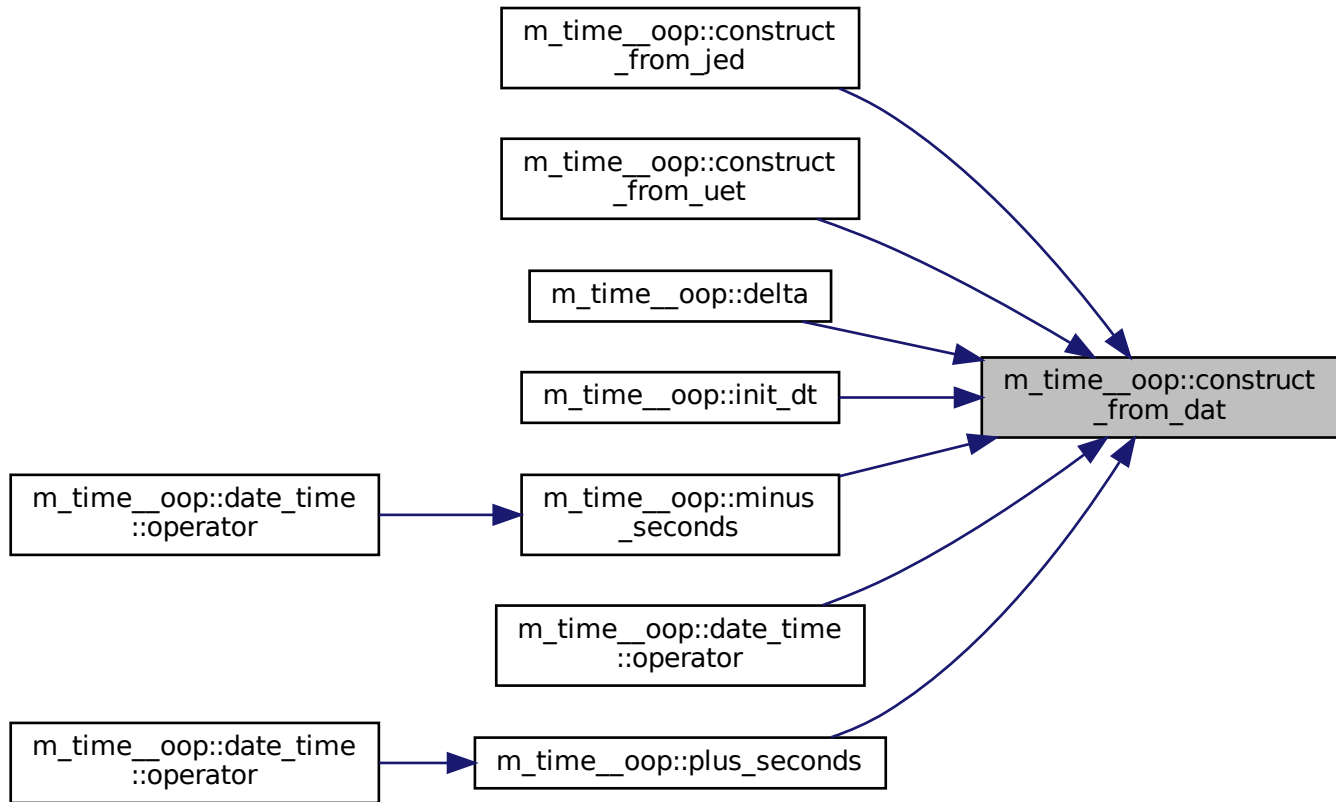 m_time__oop::construct
_from_jed
m_time__oop::construct
_from_uet
m_time__oop::delta
m_time__oop::construct
_from_dat
m_time__oop::init_dt
m_time__oop::date_time
::operator
m_time__oop::minus
_seconds
m_time__oop::date_time
::operator
m_time__oop::date_time
::operator
m_time__oop::plus_seconds